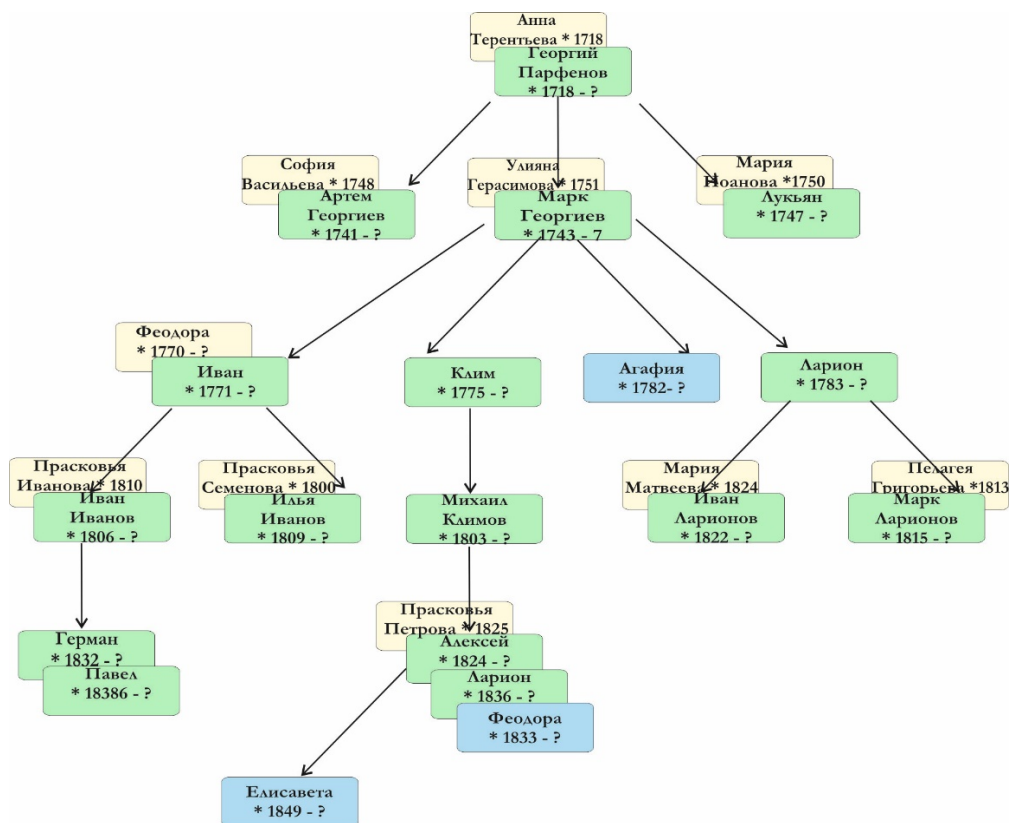 Анна
Терентьева * 1718
Георгий
Парфенов
* 1718 - ?
София
Васильева * 1748
Артем
Георгиев
* 1741 - ?
Улияна
Герасимова * 1751
Марк
Георгиев
* 1743 - 7
Мария
Ноанова *1750
Лукьян
* 1747 - ?
Феодора
* 1770 - ?
Иван
* 1771 - ?
Клим
* 1775 - ?
Агафия
* 1782- ?
Ларион
* 1783 - ?
Прасковья
Иванова * 1810
Иван
Иванов
* 1806 - ?
Прасковья
Семенова * 1800
Илья
Иванов
* 1809 - ?
Михаил
Климов
* 1803 - ?
Мария
Матвеева * 1824
Иван
Ларионов
* 1822 - ?
Пелагея
Григорьева *1813
Марк
Ларионов
* 1815 - ?
Герман
* 1832 - ?
Павел
* 18386 - ?
Прасковья
Петрова * 1825
Алексей
* 1824 - ?
Ларион
* 1836 - ?
Феодора
* 1833 - ?
Елисавета
* 1849 - ?